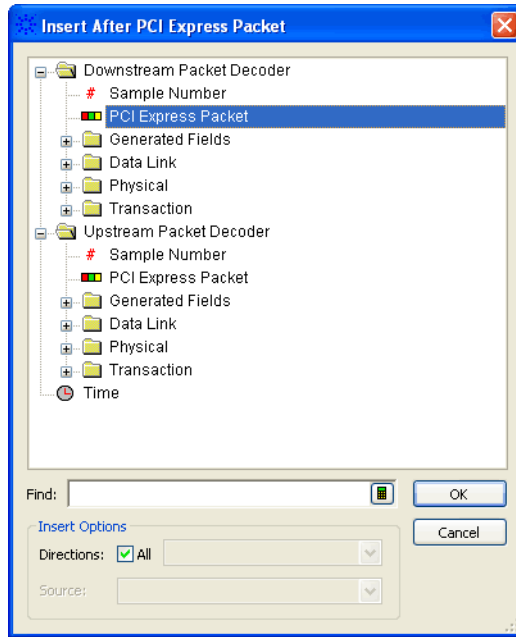 Insert After PCI Express Packet
Downstream Packet Decoder
# Sample Number
PCI Express Packet
Generated Fields
Data Link
Physical
Transaction
Upstream Packet Decoder
# Sample Number
PCI Express Packet
Generated Fields
Data Link
Physical
Transaction
Time
Find:
OK
Insert Options
Cancel
Directions: All
Source: